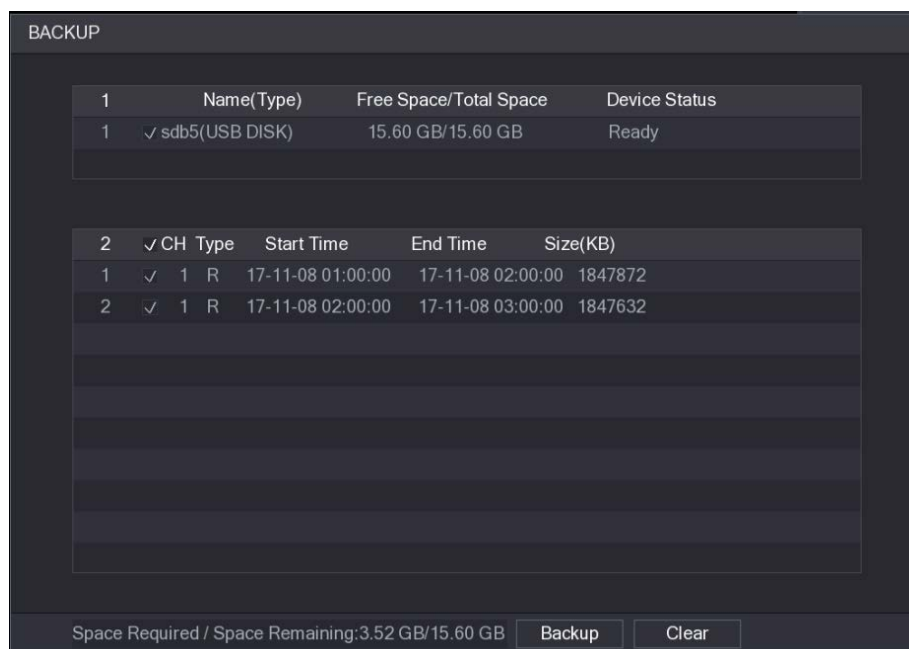 BACKUP
1 Name(Type) Free Space/Total Space Device Status
1 sdb5(USB DISK) 15.60 GB/15.60 GB Ready
2 CH Type Start Time End Time Size(KB)
1 1 R 17-11-08 01:00:00 17-11-08 02:00:00 1847872
2 1 R 17-11-08 02:00:00 17-11-08 03:00:00 1847632
Space Required / Space Remaining:3.52 GB/15.60 GB Backup Clear